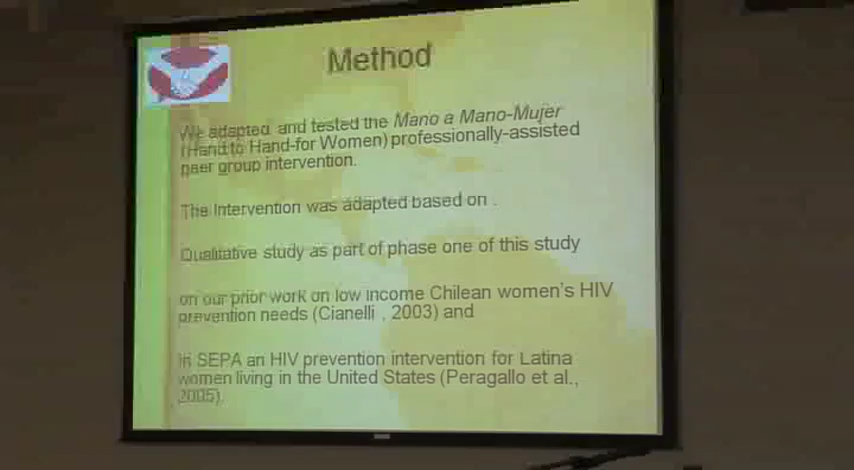 Method
We adapted and tested the Mano a Mano-Mujer
(Hand to Hand-for Women) professionally-assisted
peer group intervention.
The Intervention was adapted based on .
Qualitative study as part of phase one of this study
on our prior work on low income Chilean women's HIV
prevention needs (Cianelli , 2003) and
In SEPA an HIV prevention intervention for Latina
women living in the United States (Peragallo et al.,
2005).